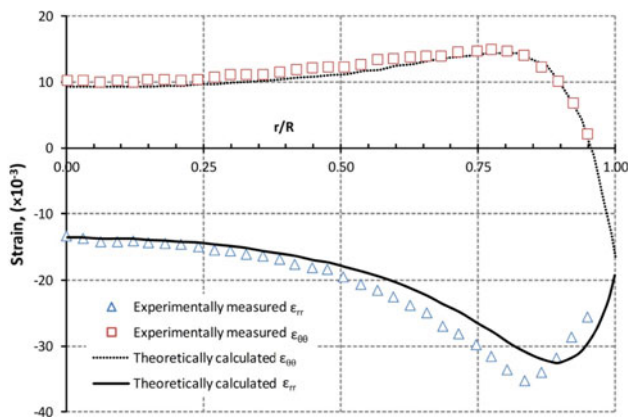 20
10
0
-10
-20
-30
-40
Strain, (×10⁻³)
r/R
0.00
0.25
0.50
0.75
1.00
Experimentally measured εrr
Experimentally measured εθθ
Theoretically calculated εθθ
Theoretically calculated εrr